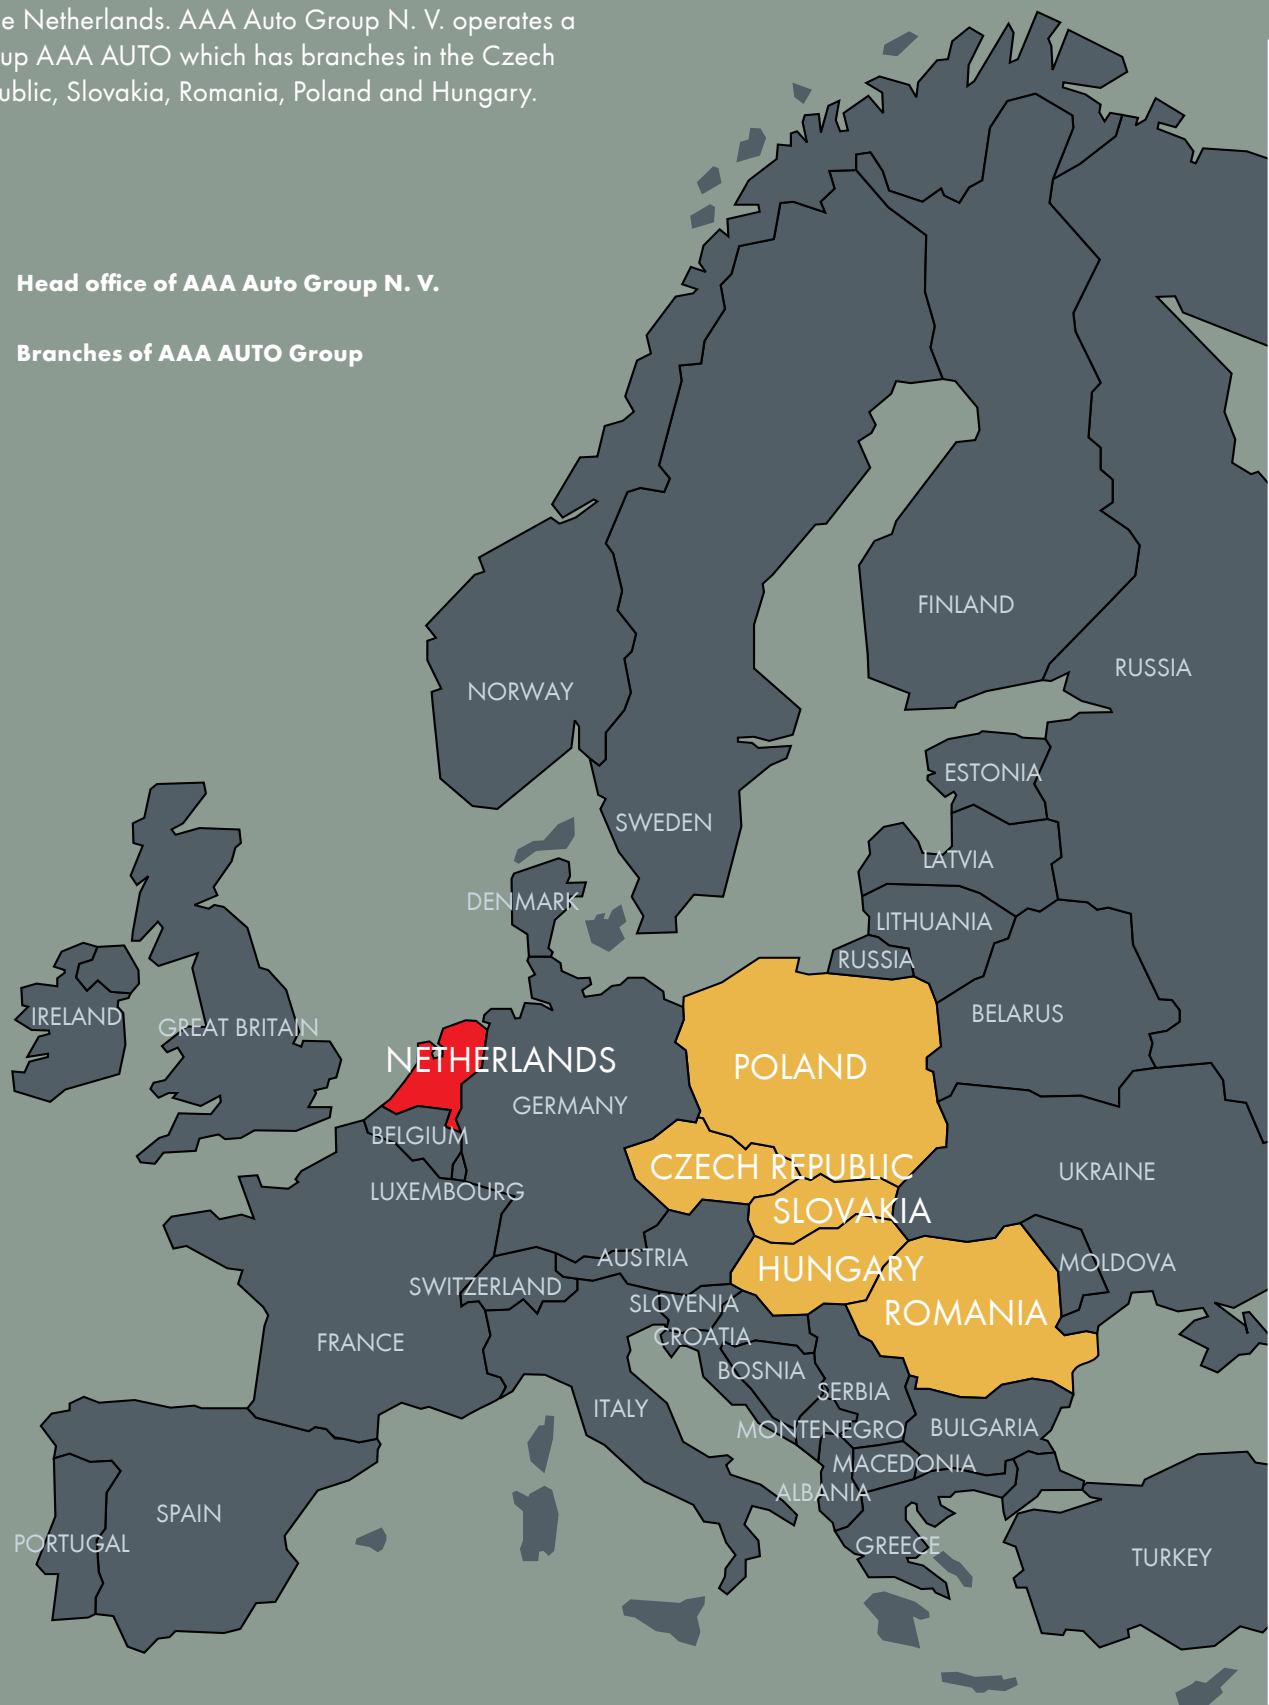 e Netherlands. AAA Auto Group N. V. operates a
up AAA AUTO which has branches in the Czech
ublic, Slovakia, Romania, Poland and Hungary.
Head office of AAA Auto Group N. V.
Branches of AAA AUTO Group
FINLAND
RUSSIA
NORWAY
ESTONIA
SWEDEN
LATVIA
DENMARK
LITHUANIA
RUSSIA
IRELAND
GREAT BRITAIN
BELARUS
NETHERLANDS
POLAND
GERMANY
BELGIUM
CZECH REPUBLIC
UKRAINE
LUXEMBOURG
SLOVAKIA
AUSTRIA
MOLDOVA
HUNGARY
SWITZERLAND
SLOVENIA
ROMANIA
CROATIA
FRANCE
BOSNIA
SERBIA
ITALY
MONTENEGRO
BULGARIA
MACEDONIA
ALBANIA
SPAIN
PORTUGAL
GREECE
TURKEY